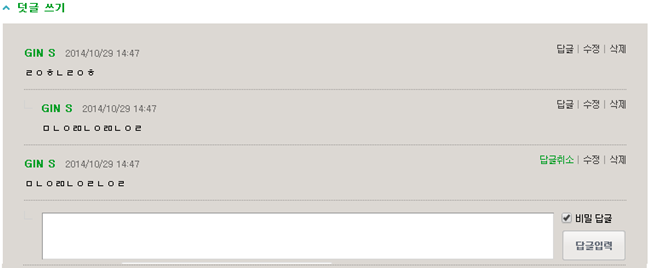 덧글 쓰기
GIN S 2014/10/29 14:47 답글 | 수정 | 삭제
ㄹㅇㅎㄴㄹㅇㅎ
GIN S 2014/10/29 14:47 답글 | 수정 | 삭제
ㅁㄴㅇㄻㄴㅇㄻㄴㅇㄹ
GIN S 2014/10/29 14:47 답글취소 | 수정 | 삭제
ㅁㄴㅇㄻㄴㅇㄹㄴㅇㄹ
비밀 답글
답글입력